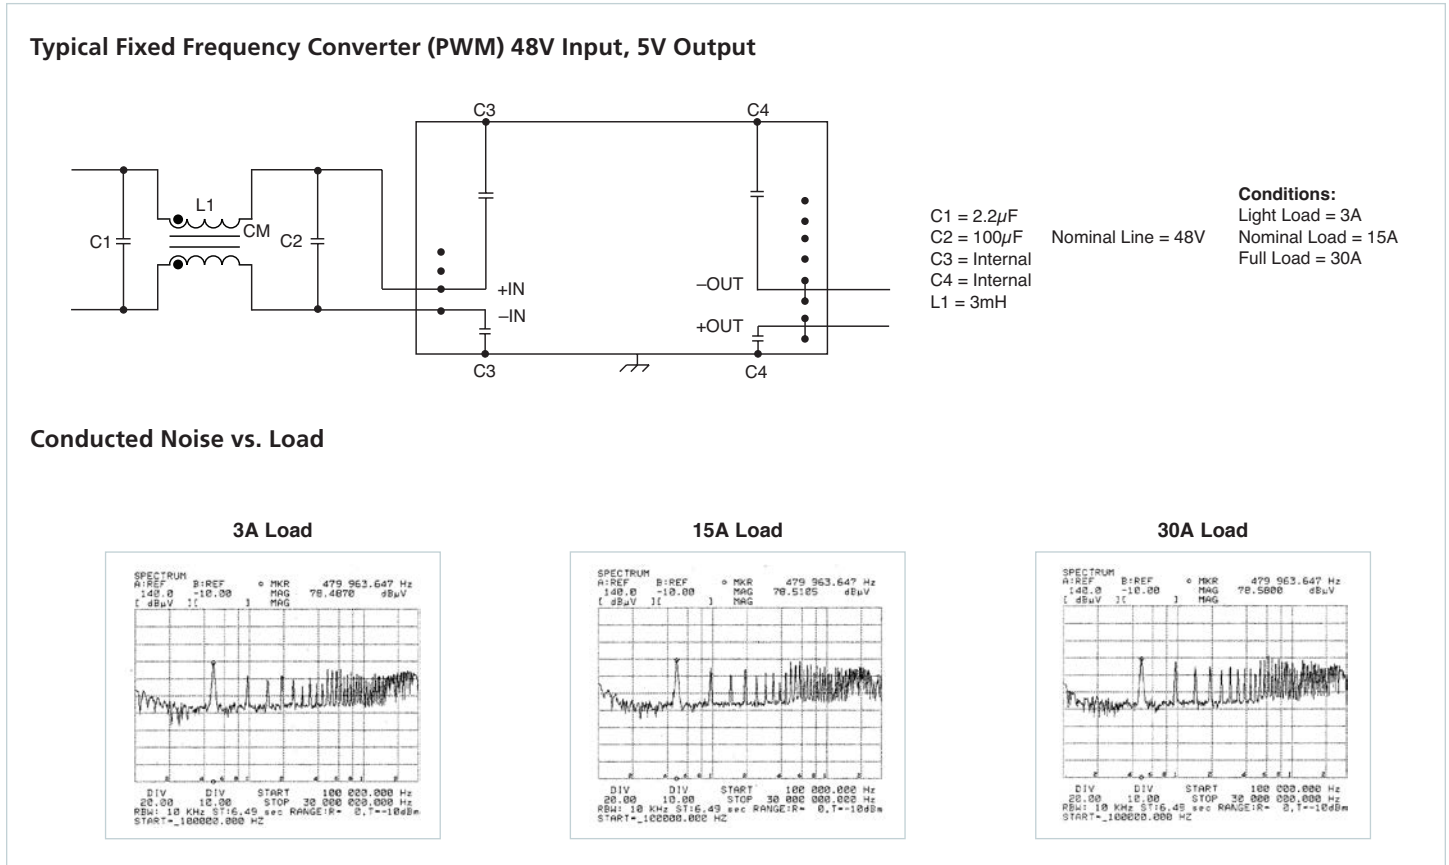 Typical Fixed Frequency Converter (PWM) 48V Input, 5V Output
C3
C4
L1
CM
C1
C2
+IN
–IN
–OUT
+OUT
C3
C4
C1 = 2.2µF
C2 = 100µF
C3 = Internal
C4 = Internal
L1 = 3mH
Nominal Line = 48V
Conditions:
Light Load = 3A
Nominal Load = 15A
Full Load = 30A
Conducted Noise vs. Load
3A Load
SPECTRUM
A:REF B:REF o MKR 479 963.647 Hz
140.0 -10.00 MAG 78.4870 dBµV
[ dBµV ][ ] MAG
DIV DIV START 100 000.000 Hz
20.00 10.00 STOP 30 000 000.000 Hz
RBW: 10 KHz ST:6.49 sec RANGE:R= 0,T=-10dBm
START=_100000.000 HZ
15A Load
SPECTRUM
A:REF B:REF o MKR 479 963.647 Hz
140.0 -10.00 MAG 78.5105 dBµV
[ dBµV ][ ] MAG
DIV DIV START 100 000.000 Hz
20.00 10.00 STOP 30 000 000.000 Hz
RBW: 10 KHz ST:6.49 sec RANGE:R= 0,T=-10dBm
START=_100000.000 HZ
30A Load
SPECTRUM
A:REF B:REF o MKR 479 963.647 Hz
140.0 -10.00 MAG 78.5800 dBµV
[ dBµV ][ ] MAG
DIV DIV START 100 000.000 Hz
20.00 10.00 STOP 30 000 000.000 Hz
RBW: 10 KHz ST:6.49 sec RANGE:R= 0,T=-10dBm
START=_100000.000 HZ